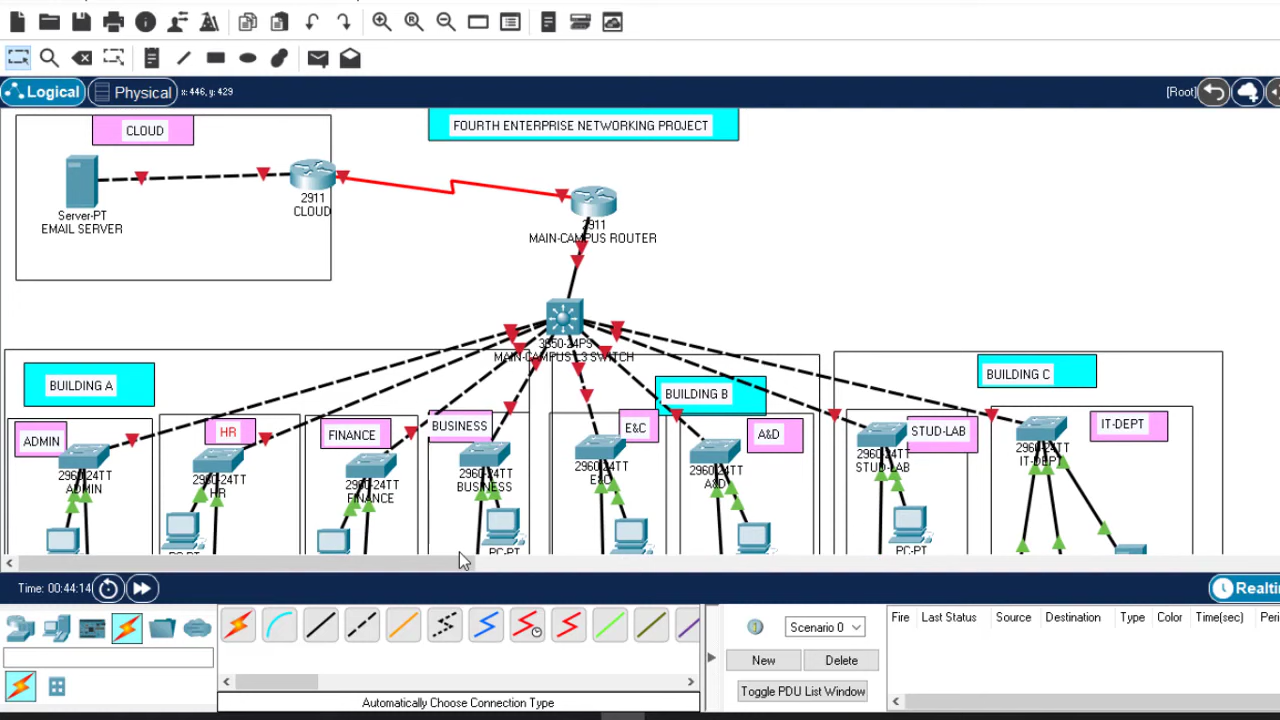 Logical
Physical
x: 446, y: 429
[Root]
CLOUD
FOURTH ENTERPRISE NETWORKING PROJECT
Server-PT
EMAIL SERVER
2911
CLOUD
2911
MAIN-CAMPUS ROUTER
MAIN-CAMPUS L3 SWITCH
BUILDING A
BUILDING B
BUILDING C
ADMIN
HR
FINANCE
BUSINESS
E&C
A&D
STUD-LAB
IT-DEPT
2960-24TT
ADMIN
2960-24TT
HR
2960-24TT
FINANCE
2960-24TT
BUSINESS
2960-24TT
E&C
2960-24TT
A&D
2960-24TT
STUD-LAB
2960-24TT
IT-DEPT
PC-PT
PC-PT
Time: 00:44:14
Realti
Scenario 0
New
Delete
Toggle PDU List Window
Fire Last Status Source Destination Type Color Time(sec) Peri
Automatically Choose Connection Type